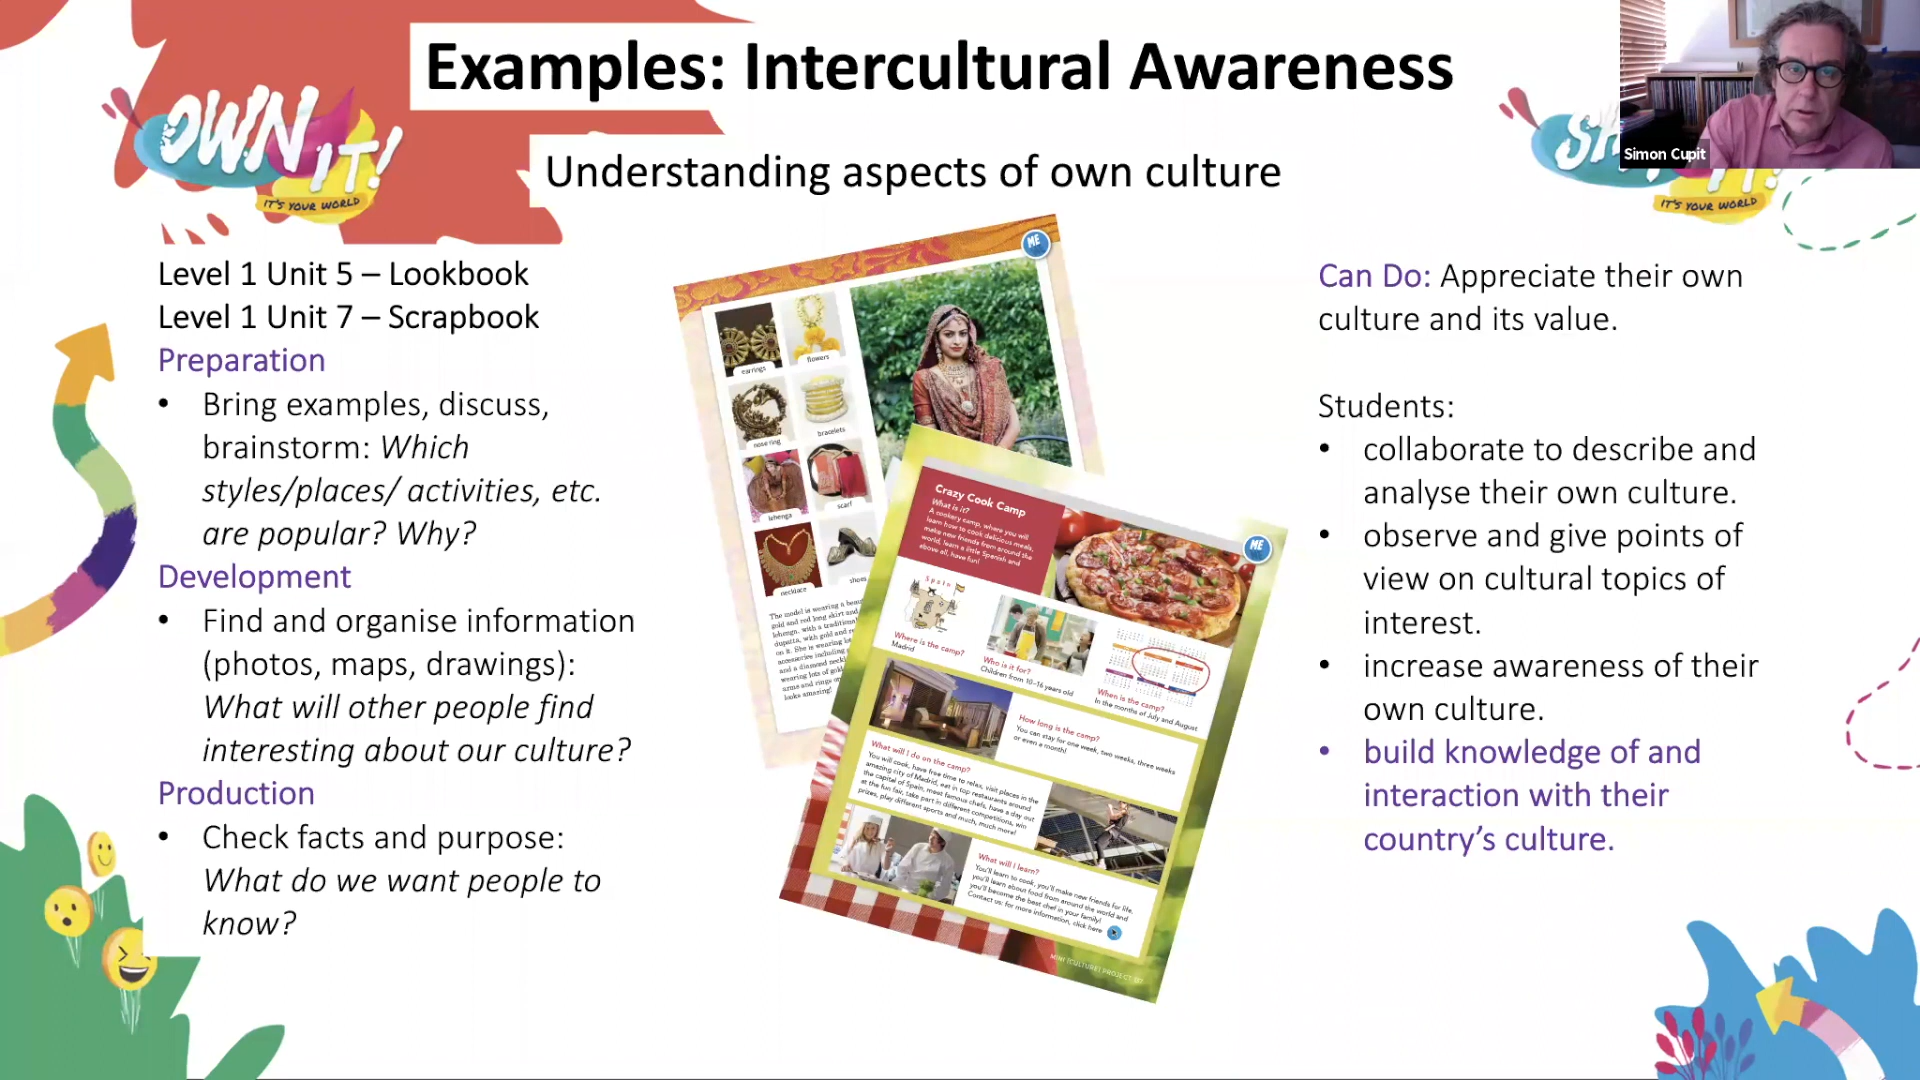 Examples: Intercultural Awareness
OWN
IT!
IT'S YOUR WORLD
Understanding aspects of own culture
Simon Cupit
IT'S YOUR WORLD
Level 1 Unit 5 – Lookbook
Level 1 Unit 7 – Scrapbook
Preparation
• Bring examples, discuss,
brainstorm: Which
styles/places/ activities, etc.
are popular? Why?
Development
• Find and organise information
(photos, maps, drawings):
What will other people find
interesting about our culture?
Production
• Check facts and purpose:
What do we want people to
know?
ME
earrings
flowers
nose ring
bracelets
lehenga
scarf
necklace
shoes
ME
Crazy Cook Camp
What is it?
A cookery camp, where you will
learn how to cook delicious meals,
make new friends from around the
world, learn a little Spanish and
above all, have fun!
Spain
Where is the camp?
Madrid
Who is it for?
Children from 10–16 years old
When is the camp?
In the months of July and August
How long is the camp?
You can stay for one week, two weeks, three weeks
or even a month!
What will I do on the camp?
You will cook, have free time to relax, visit places in the
amazing city of Madrid, eat in top restaurants around
the capital of Spain, meet famous chefs, have a day out
at the fun fair, take part in different competitions, win
prizes, play different sports and much, much more!
What will I learn?
You'll learn to cook, you'll make new friends for life,
you'll learn about food from around the world and
you'll become the best chef in your family!
Contact us: for more information, click here
MINI (CULTURE) PROJECT
Can Do: Appreciate their own
culture and its value.
Students:
• collaborate to describe and
analyse their own culture.
• observe and give points of
view on cultural topics of
interest.
• increase awareness of their
own culture.
• build knowledge of and
interaction with their
country's culture.